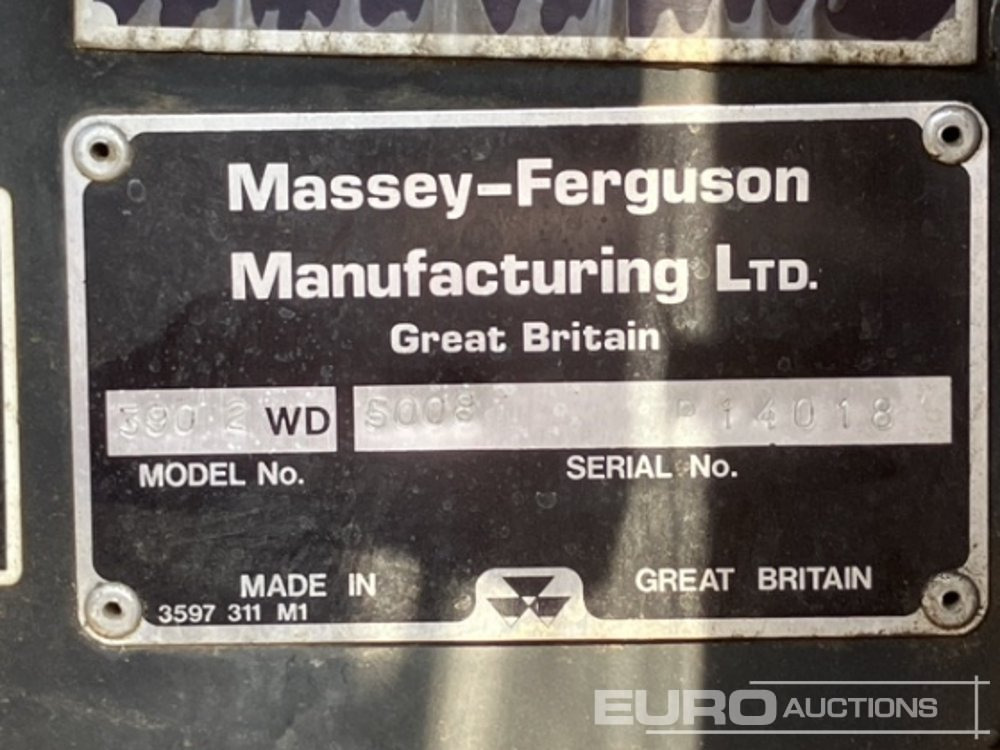 Massey-Ferguson
Manufacturing LTD.
Great Britain
390 2 WD 5008 P14018
MODEL No. SERIAL No.
MADE IN GREAT BRITAIN
3597 311 M1
EURO AUCTIONS